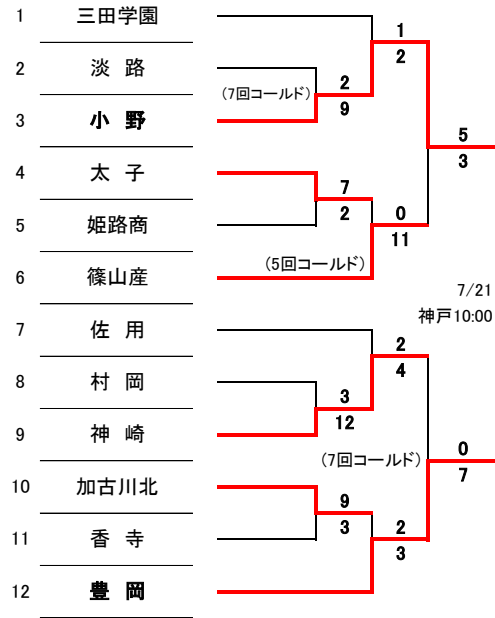 1 三田学園
2 淡 路
3 小 野
4 太 子
5 姫路商
6 篠山産
7 佐 用
8 村 岡
9 神 崎
10 加古川北
11 香 寺
12 豊 岡
1
2
(7回コールド)
2
9
5
3
7
2
0
11
(5回コールド)
7/21
神戸10:00
2
4
3
12
(7回コールド)
0
7
9
3
2
3